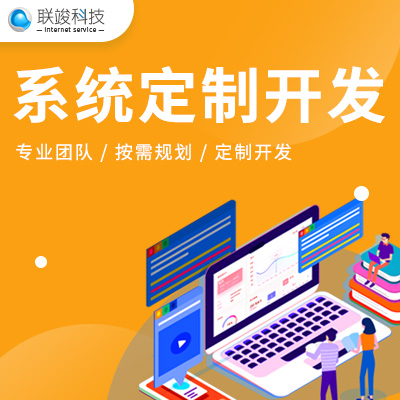 联竣科技
— internet service —
系统定制开发
专业团队 / 按需规划 / 定制开发